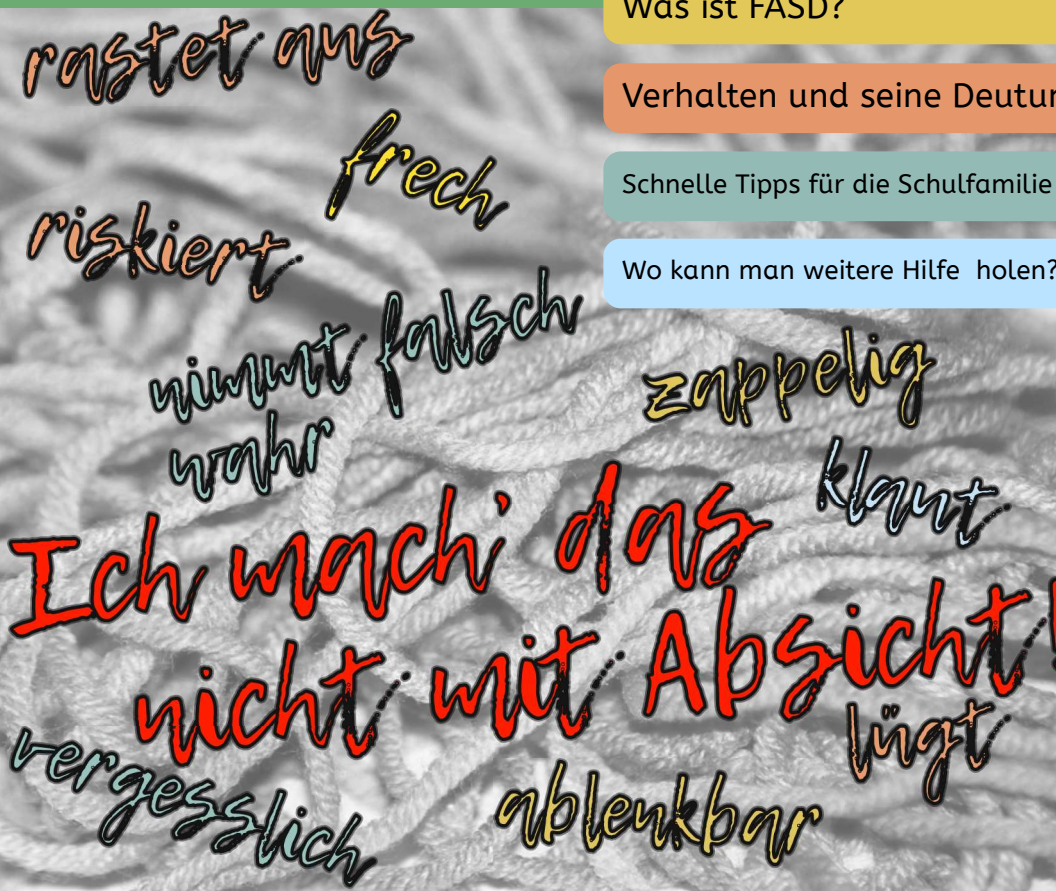 Was ist FASD?
rastet aus
Verhalten und seine
frech
Schnelle Tipps für die Schulfamilie
riskiert
Wo kann man weitere Hilfe holen?
nimmt falsch
wahr
zappelig
klaut
Ich mach' das
nicht mit Absicht!
lügt
vergesslich
ablenkbar